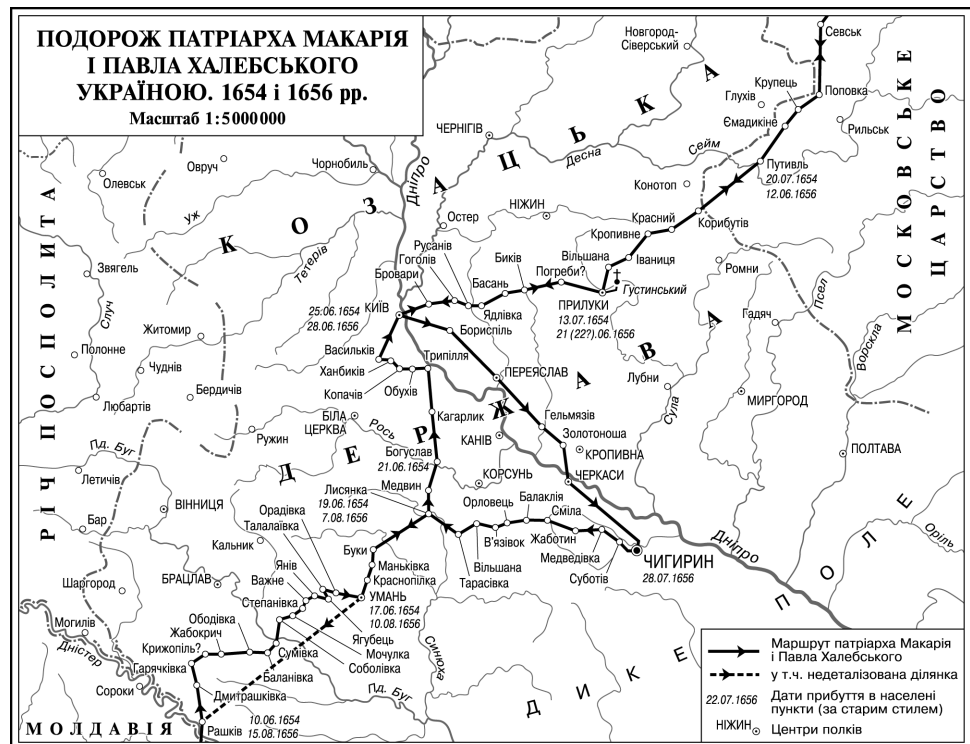 ПОДОРОЖ ПАТРІАРХА МАКАРІЯ
І ПАВЛА ХАЛЕБСЬКОГО
УКРАЇНОЮ. 1654 і 1656 рр.
Масштаб 1:5000000
Новгород-
Сіверський
Севськ
Крупець
Глухів
Поповка
Ємадикіне
Рильськ
ЧЕРНІГІВ
Десна
Сейм
Путивль
20.07.1654
12.06.1656
Конотоп
Овруч
Чорнобиль
Дніпро
Олевськ
Уж
КОЗАЦЬКА
ДЕРЖАВА
РІЧ ПОСПОЛИТА
МОСКОВСЬКЕ
ЦАРСТВО
Остер
НІЖИН
Красний
Корибутів
Кропивне
Тетерів
Русанів
Гоголів
Бровари
Биків
Басань
Вільшана
Погреби?
Іваниця
Ромни
Густинський
Псел
Звягель
Случ
25.06.1654
КИЇВ
28.06.1656
Ядлівка
ПРИЛУКИ
13.07.1654
21 (22?).06.1656
Гадяч
Ворскла
Житомир
Бориспіль
Полонне
Чуднів
Васильків
Ханбиків
Трипілля
ПЕРЕЯСЛАВ
Лубни
Любартів
Бердичів
Копачів
Обухів
МИРГОРОД
Сула
Кагарлик
Гельмязів
БІЛА
ЦЕРКВА
Рось
Ружин
КАНІВ
Золотоноша
КРОПИВНА
ПОЛТАВА
Пд. Буг
Богуслав
21.06.1654
Летичів
Медвин
КОРСУНЬ
ЧЕРКАСИ
ВІННИЦЯ
Лисянка
19.06.1654
7.08.1656
Орловець
Балаклія
Сміла
Бар
Орадівка
Талалаївка
Кальник
Буки
В'язівок
Жаботин
Дніпро
Оріль
Вільшана
Медведівка
ЧИГИРИН
28.07.1656
Тарасівка
Суботів
Шаргород
БРАЦЛАВ
Янів
Важне
Маньківка
Краснопілка
Степанівка
УМАНЬ
17.06.1654
10.08.1656
Могилів
Дністер
Ободівка
Жабокрич
Крижопіль?
Ягубець
Мочулка
Соболівка
Синюха
Гарячківка
Сумівка
Баланівка
Сороки
Дмитрашківка
Пд. Буг
ДИКЕ ПОЛЕ
МОЛДАВІЯ
Рашків
10.06.1654
15.08.1656
Маршрут патріарха Макарія
і Павла Халебського
у т.ч. недеталізована ділянка
22.07.1656
Дати прибуття в населені
пункти (за старим стилем)
НІЖИН
Центри полків